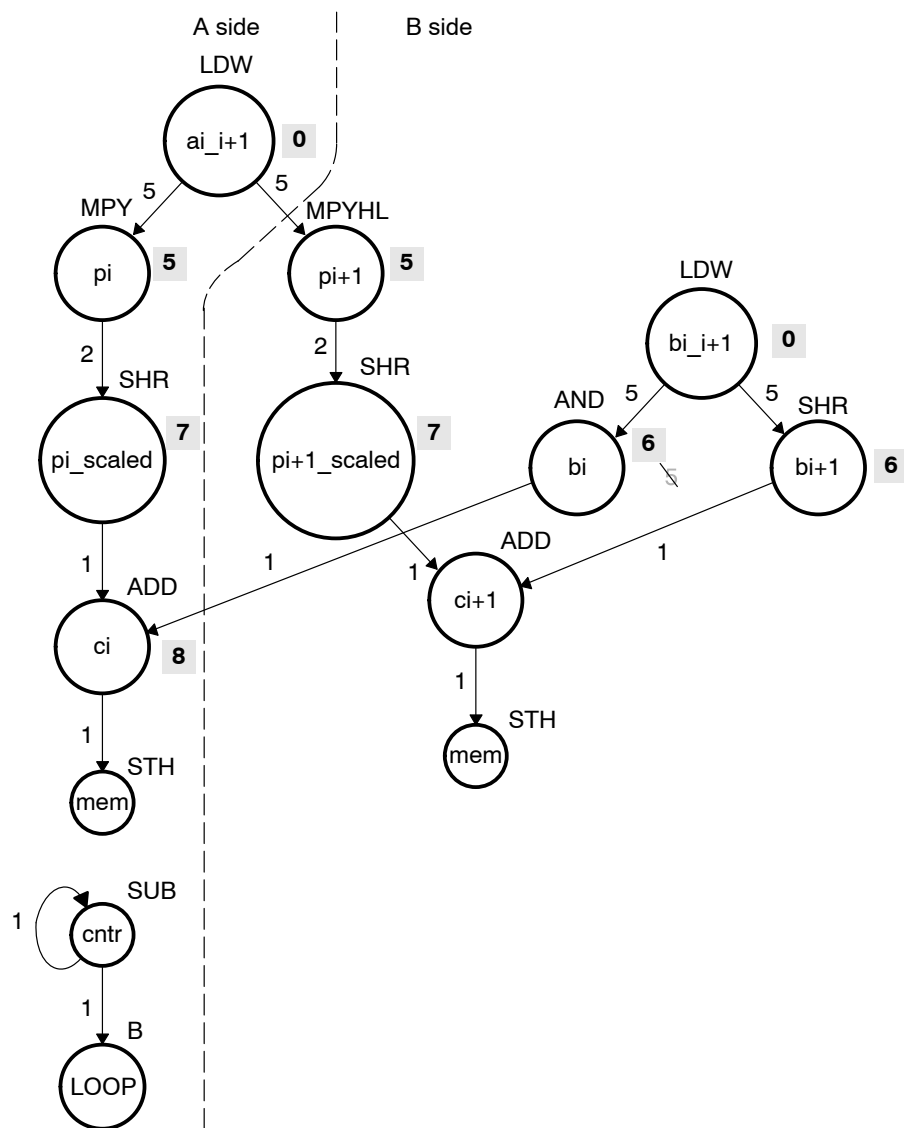 A side
B side
LDW
ai_i+1
0
5
5
MPY
MPYHL
pi
5
pi+1
5
LDW
bi_i+1
0
2
2
SHR
SHR
5
5
AND
SHR
pi_scaled
7
pi+1_scaled
7
bi
6
5
bi+1
6
1
1
1
1
ADD
ADD
ci
8
ci+1
1
1
STH
STH
mem
mem
SUB
1
cntr
1
B
LOOP